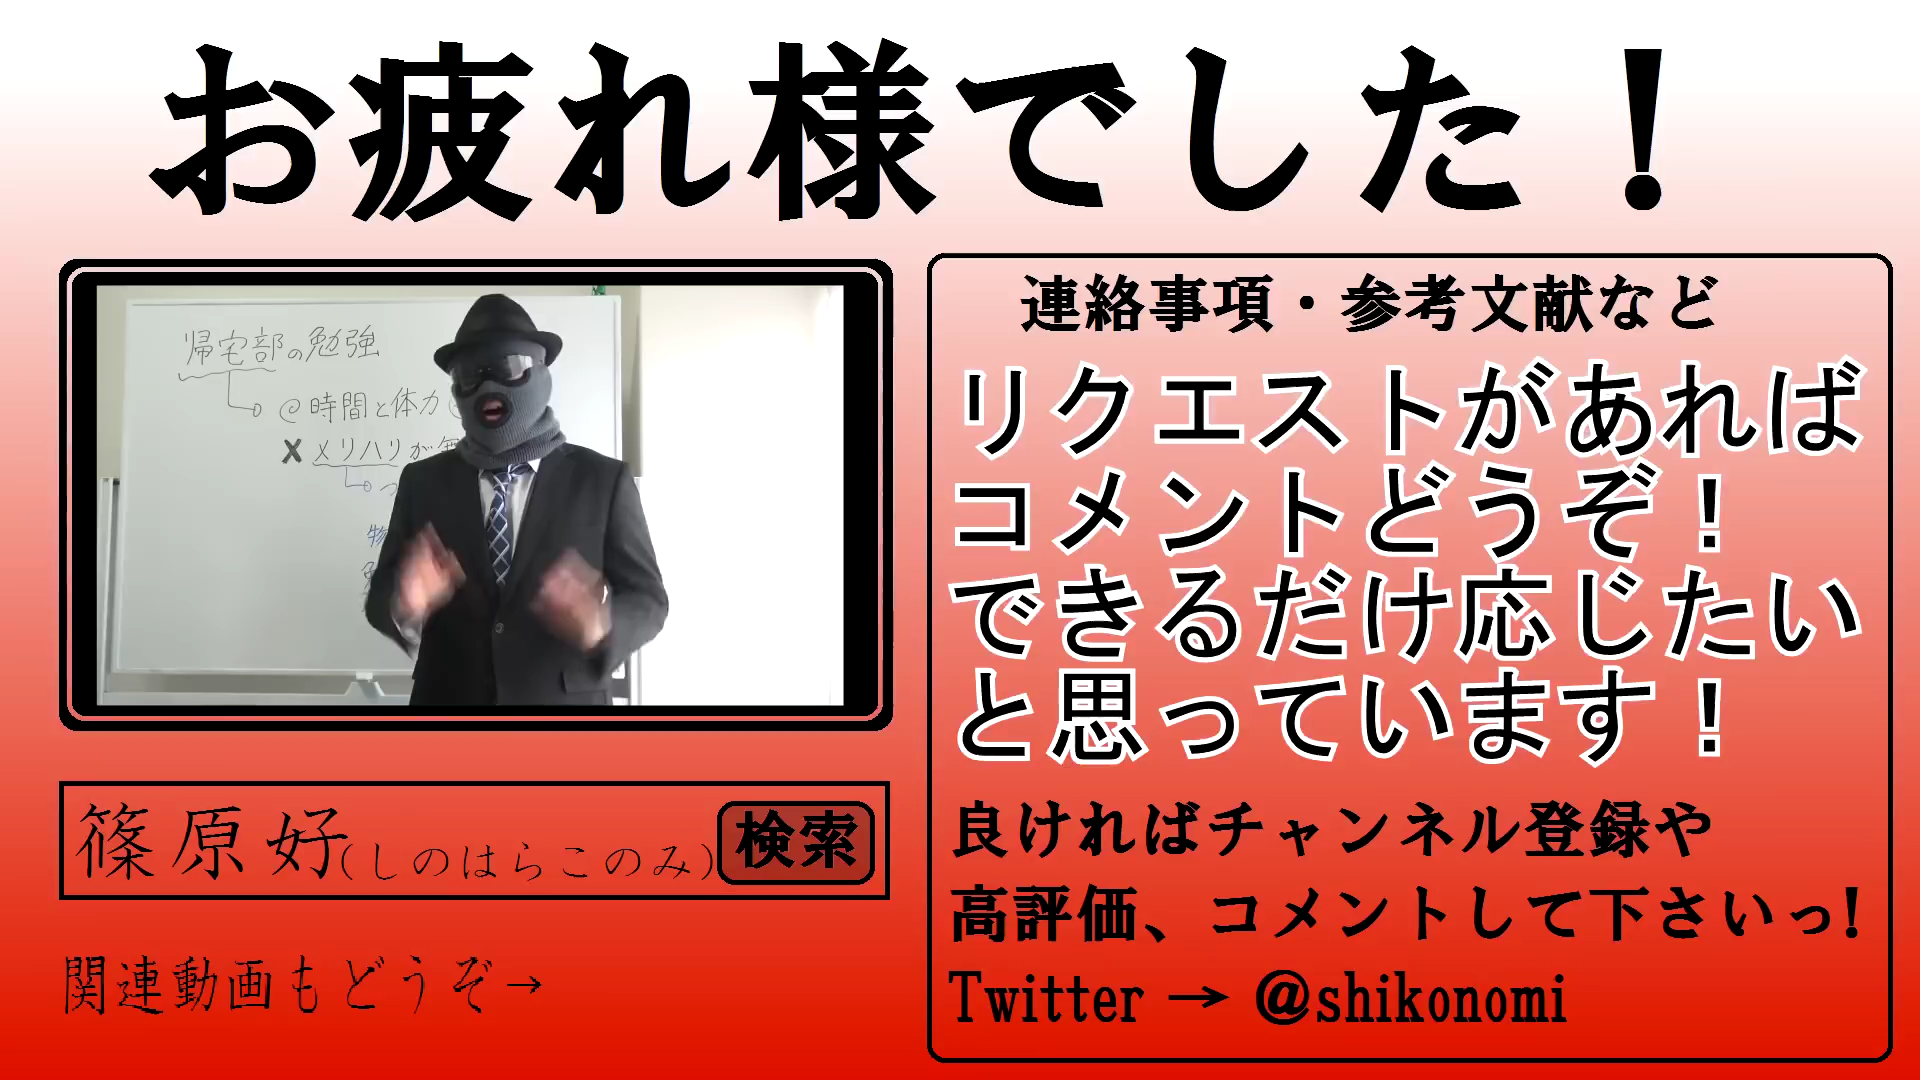 お疲れ様でした！
帰宅部の勉強
@時間と体力
X メリハリが無
連絡事項・参考文献など
リクエストがあれば
コメントどうぞ！
できるだけ応じたい
と思っています！
良ければチャンネル登録や
高評価、コメントして下さいっ!
Twitter → @shikonomi
篠原好(しのはらこのみ) 検索
関連動画もどうぞ→